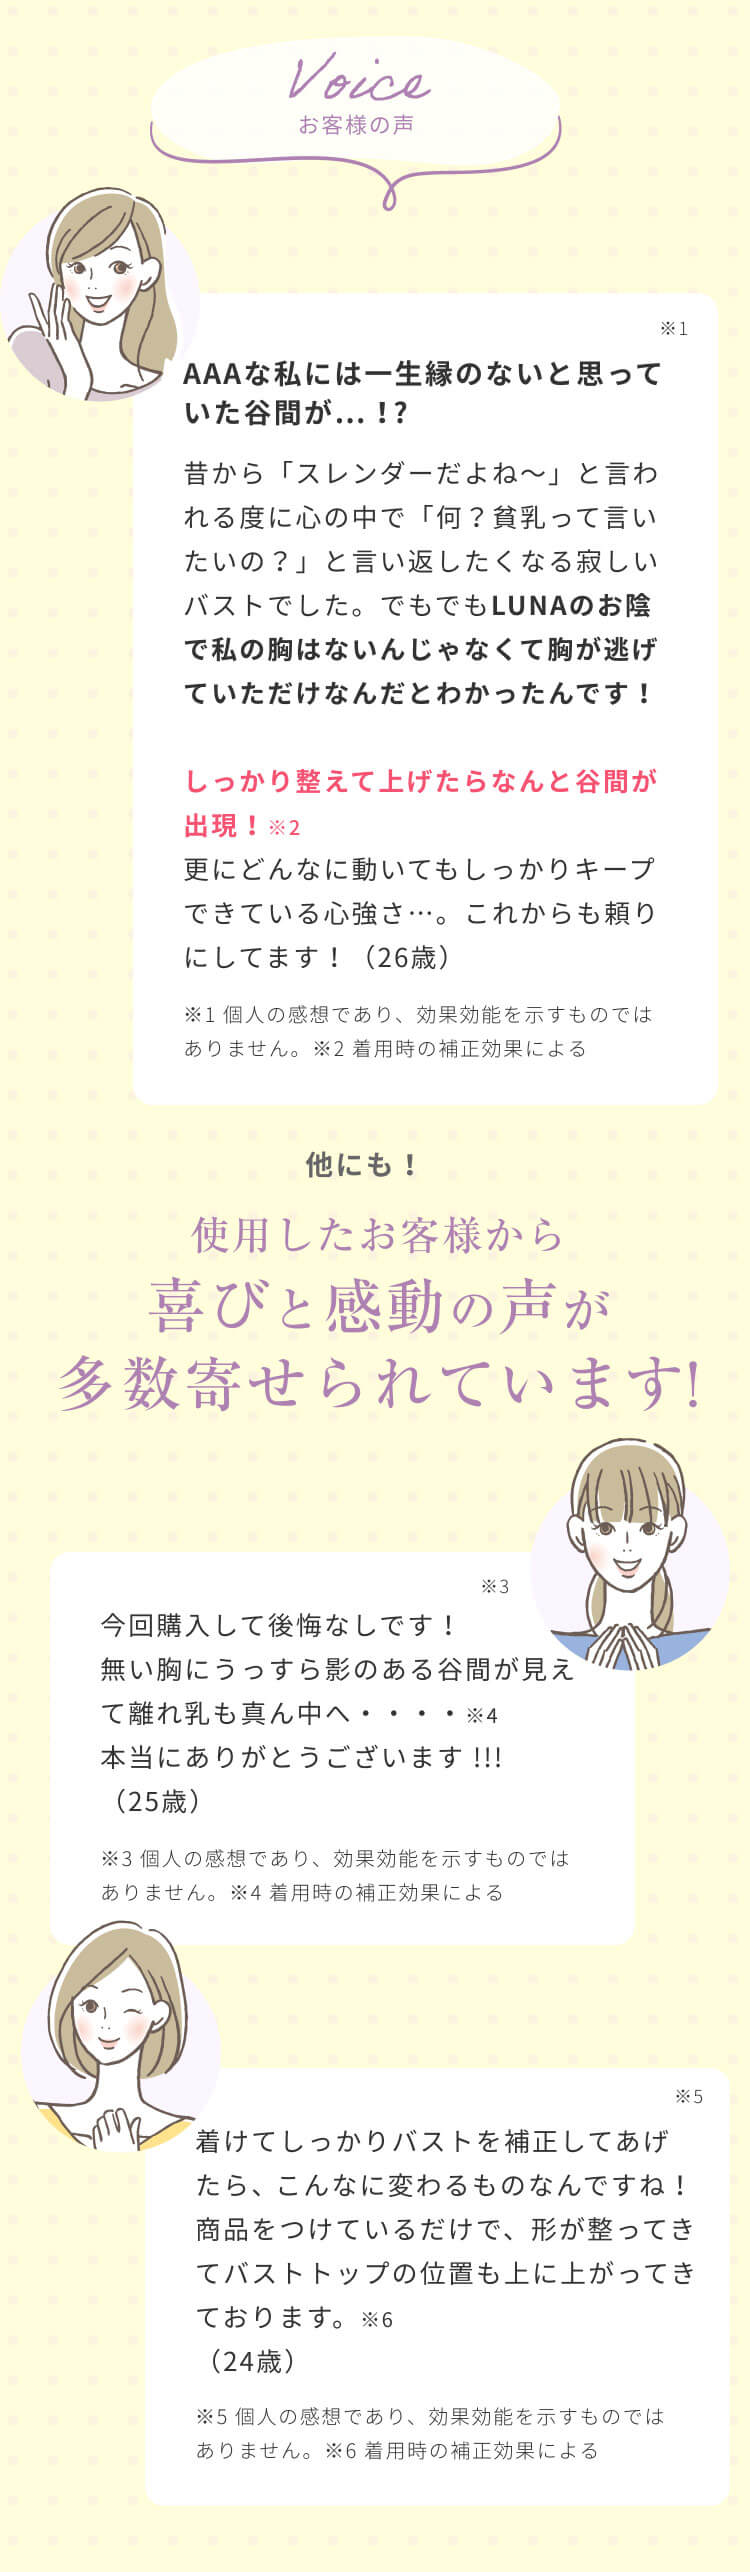 Voice
お客様の声
※1
AAAな私には一生縁のないと思って
いた谷間が...！?
昔から「スレンダーだよね〜」と言わ
れる度に心の中で「何？貧乳って言い
たいの？」と言い返したくなる寂しい
バストでした。でもでもLUNAのお陰
で私の胸はないんじゃなくて胸が逃げ
ていただけなんだとわかったんです！
しっかり整えて上げたらなんと谷間が
出現！※2
更にどんなに動いてもしっかりキープ
できている心強さ…。これからも頼り
にしてます！（26歳）
※1 個人の感想であり、効果効能を示すものでは
ありません。※2 着用時の補正効果による
他にも！
使用したお客様から
喜びと感動の声が
多数寄せられています!
※3
今回購入して後悔なしです！
無い胸にうっすら影のある谷間が見え
て離れ乳も真ん中へ・・・・※4
本当にありがとうございます !!!
（25歳）
※3 個人の感想であり、効果効能を示すものでは
ありません。※4 着用時の補正効果による
※5
着けてしっかりバストを補正してあげ
たら、こんなに変わるものなんですね！
商品をつけているだけで、形が整ってき
てバストトップの位置も上に上がってき
ております。※6
（24歳）
※5 個人の感想であり、効果効能を示すものでは
ありません。※6 着用時の補正効果による